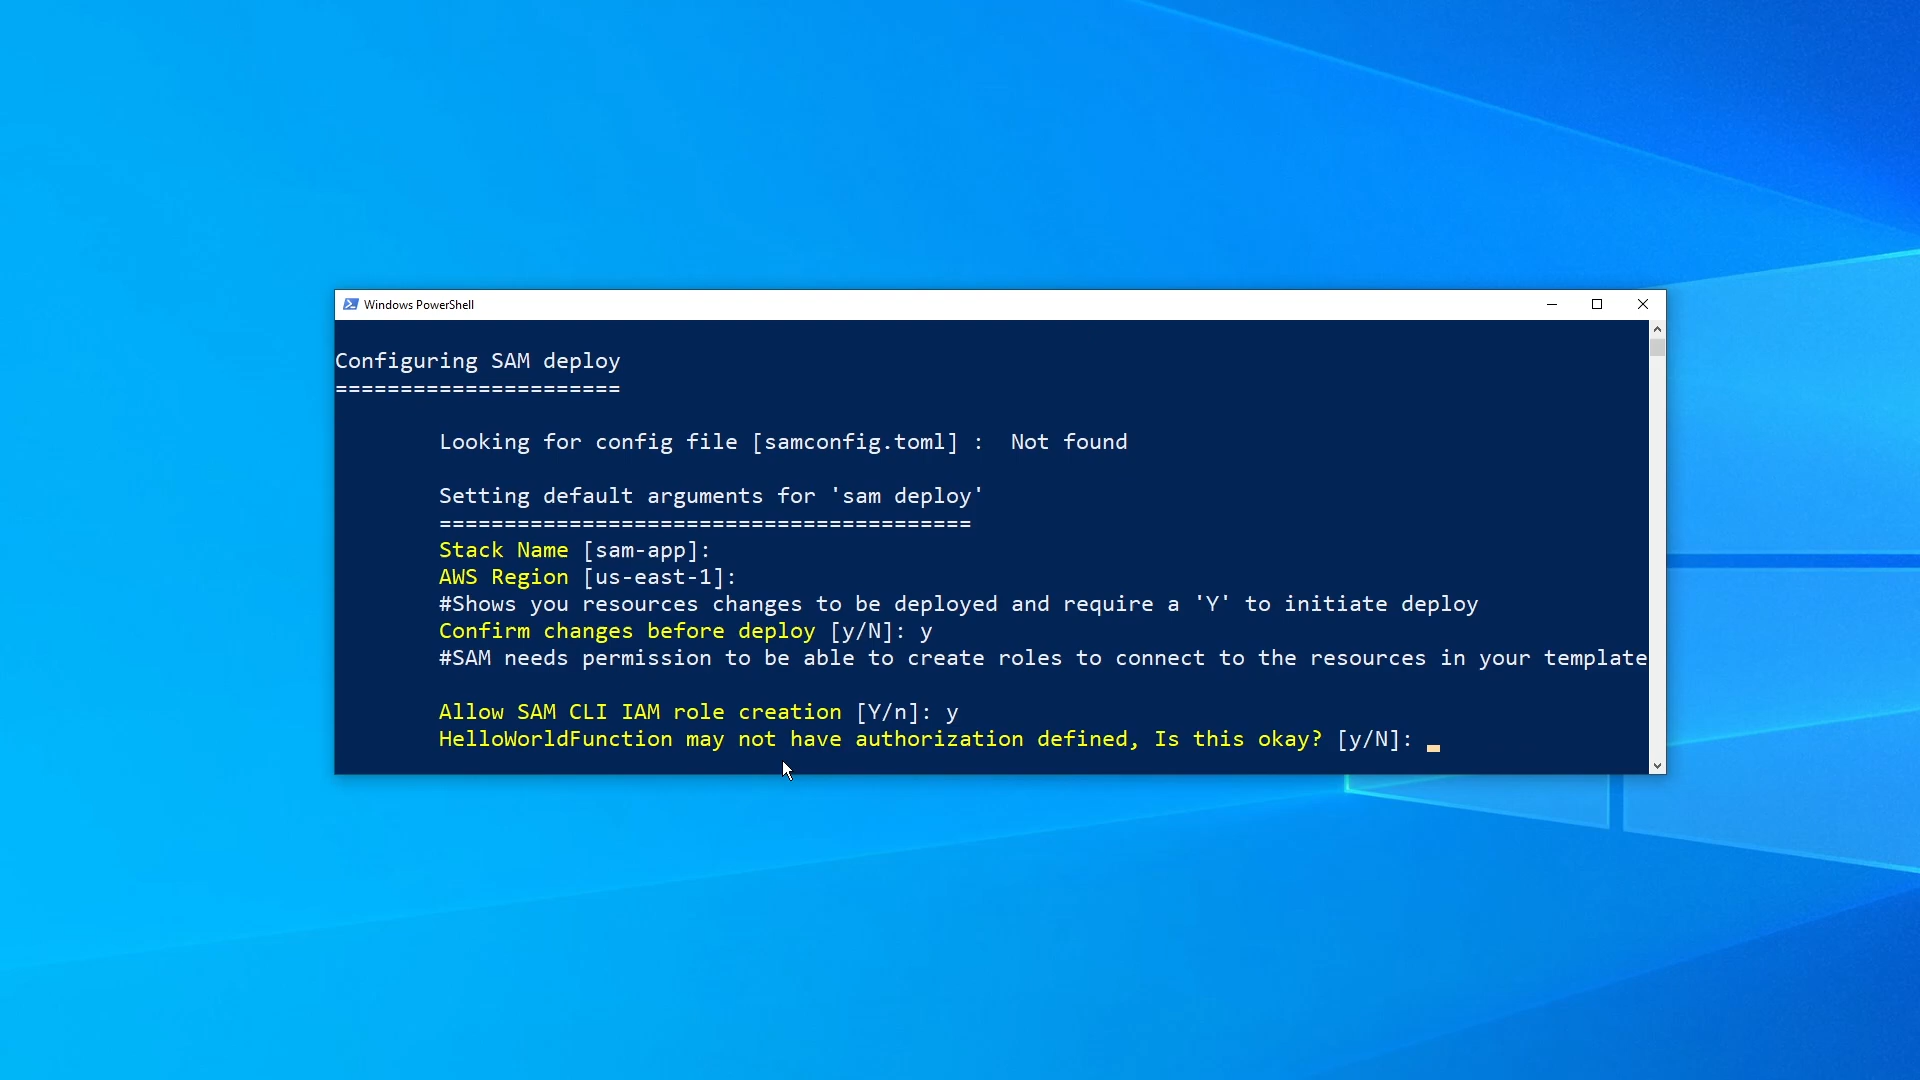 Windows PowerShell
Configuring SAM deploy
======================
Looking for config file [samconfig.toml] :  Not found
Setting default arguments for 'sam deploy'
=========================================
Stack Name [sam-app]:
AWS Region [us-east-1]:
#Shows you resources changes to be deployed and require a 'Y' to initiate deploy
Confirm changes before deploy [y/N]: y
#SAM needs permission to be able to create roles to connect to the resources in your template
Allow SAM CLI IAM role creation [Y/n]: y
HelloWorldFunction may not have authorization defined, Is this okay? [y/N]: